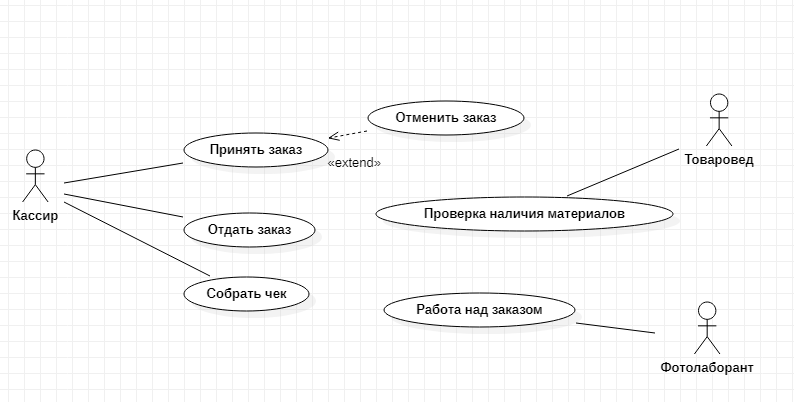 Отменить заказ
Принять заказ
«extend»
Товаровед
Кассир
Проверка наличия материалов
Отдать заказ
Собрать чек
Работа над заказом
Фотолаборант